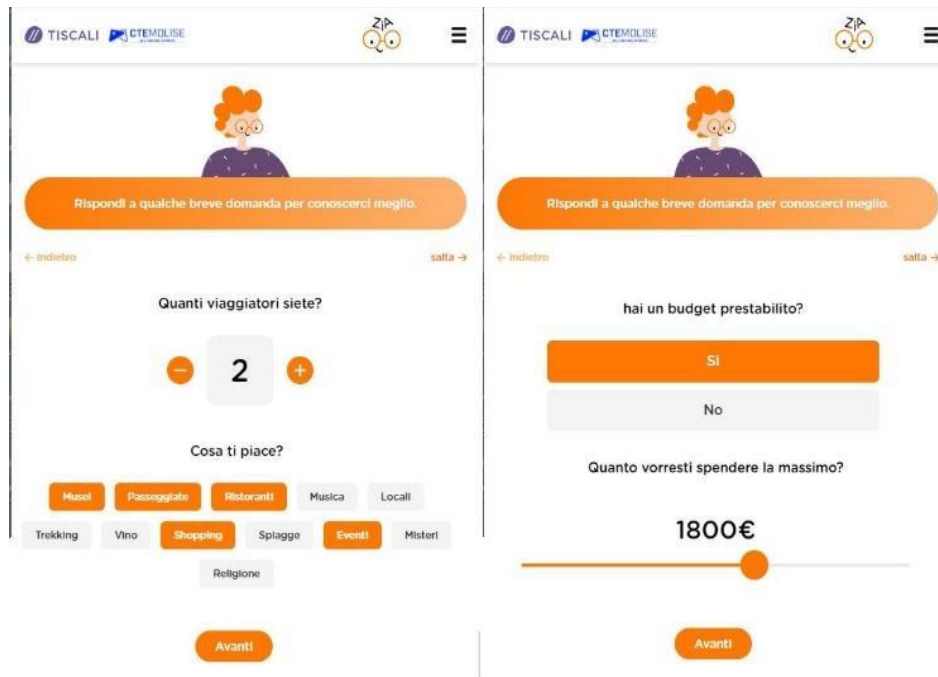 TISCALI CTEMOLISE
ZIA
Rispondi a qualche breve domanda per conoscerci meglio.
← Indietro
salta →
Quanti viaggiatori siete?
− 2 +
Cosa ti piace?
Musei Passeggiate Ristoranti Musica Locali
Trekking Vino Shopping Spiagge Eventi Misteri
Religione
Avanti
TISCALI CTEMOLISE
ZIA
Rispondi a qualche breve domanda per conoscerci meglio.
← Indietro
salta →
hai un budget prestabilito?
Si
No
Quanto vorresti spendere la massimo?
1800€
Avanti